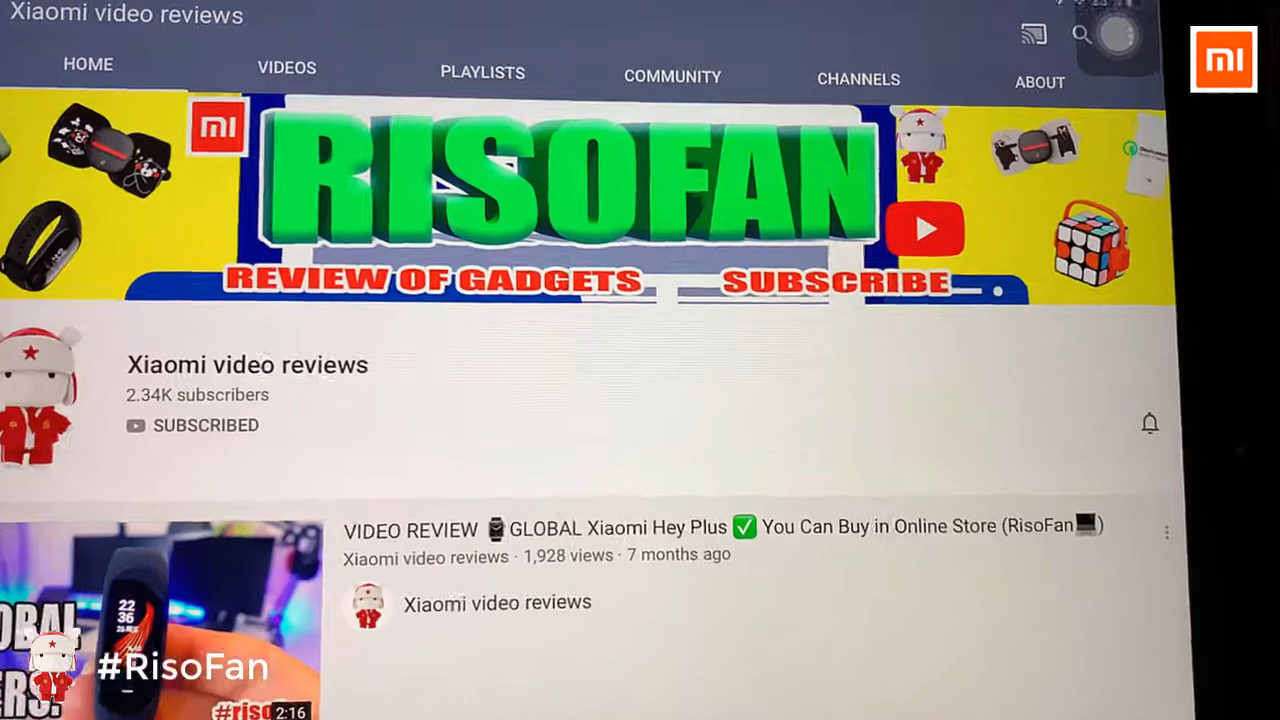 Xiaomi video reviews
HOME VIDEOS PLAYLISTS COMMUNITY CHANNELS ABOUT
mi
mi
RISOFAN
REVIEW OF GADGETS SUBSCRIBE
Xiaomi video reviews
2.34K subscribers
SUBSCRIBED
VIDEO REVIEW ⌚GLOBAL Xiaomi Hey Plus ✅ You Can Buy in Online Store (RisoFan💻)
Xiaomi video reviews · 1,928 views · 7 months ago
Xiaomi video reviews
22
36
#RisoFan
2:16